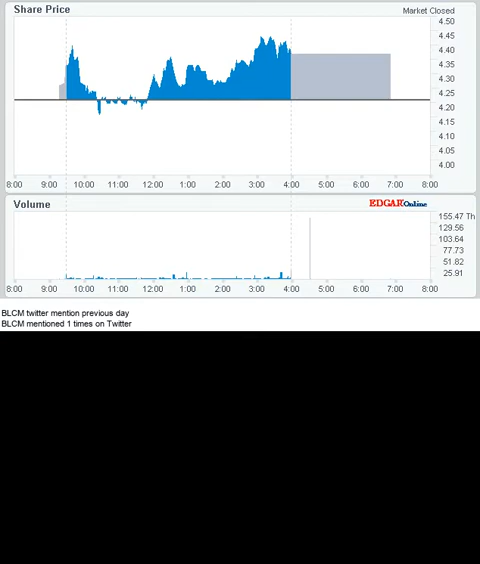 Share Price
Market Closed
4.50
4.45
4.40
4.35
4.30
4.25
4.20
4.15
4.10
4.05
4.00
8:00 9:00 10:00 11:00 12:00 1:00 2:00 3:00 4:00 5:00 6:00 7:00 8:00
Volume
EDGAR Online
155.47 Th
129.56
103.64
77.73
51.82
25.91
8:00 9:00 10:00 11:00 12:00 1:00 2:00 3:00 4:00 5:00 6:00 7:00 8:00
BLCM twitter mention previous day
BLCM mentioned 1 times on Twitter